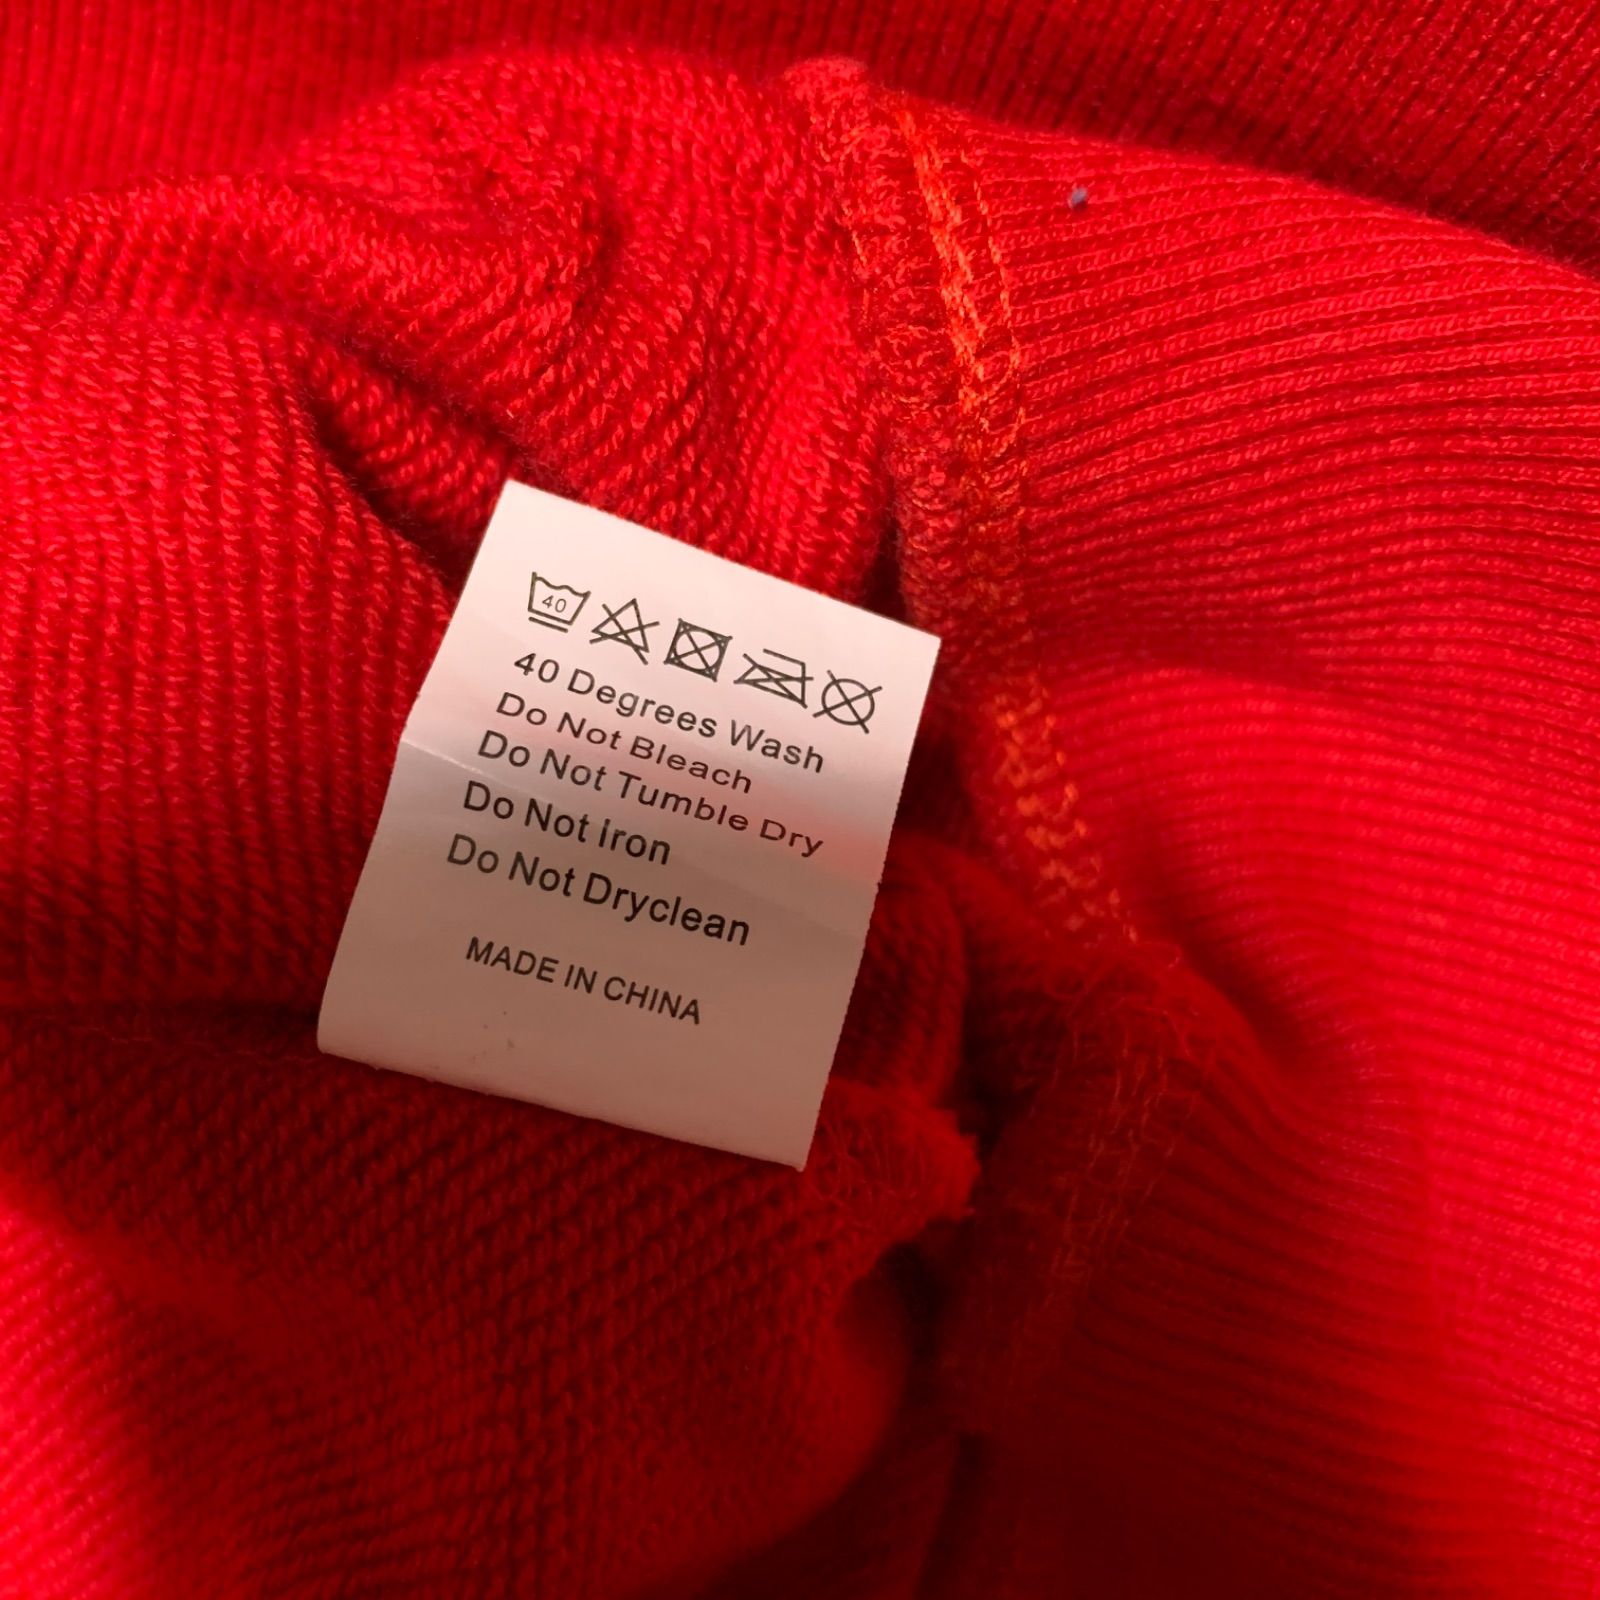 40
40 Degrees Wash
Do Not Bleach
Do Not Tumble Dry
Do Not Iron
Do Not Dryclean
MADE IN CHINA